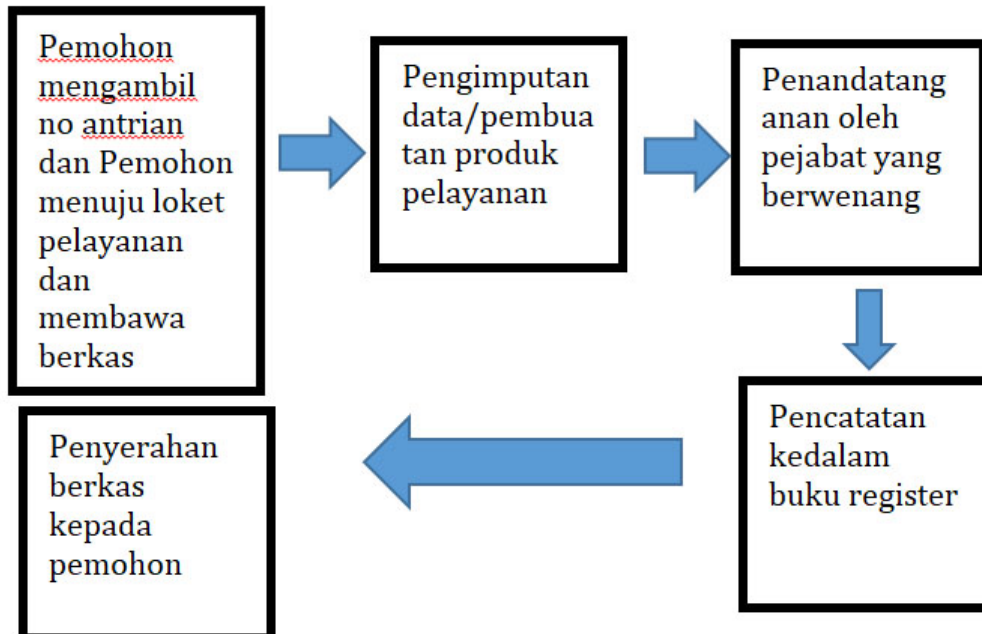 Pemohon
mengambil
no antrian
dan Pemohon
menuju loket
pelayanan
dan
membawa
berkas
Pengimputan
data/pembua
tan produk
pelayanan
Penandatang
anan oleh
pejabat yang
berwenang
Pencatatan
kedalam
buku register
Penyerahan
berkas
kepada
pemohon